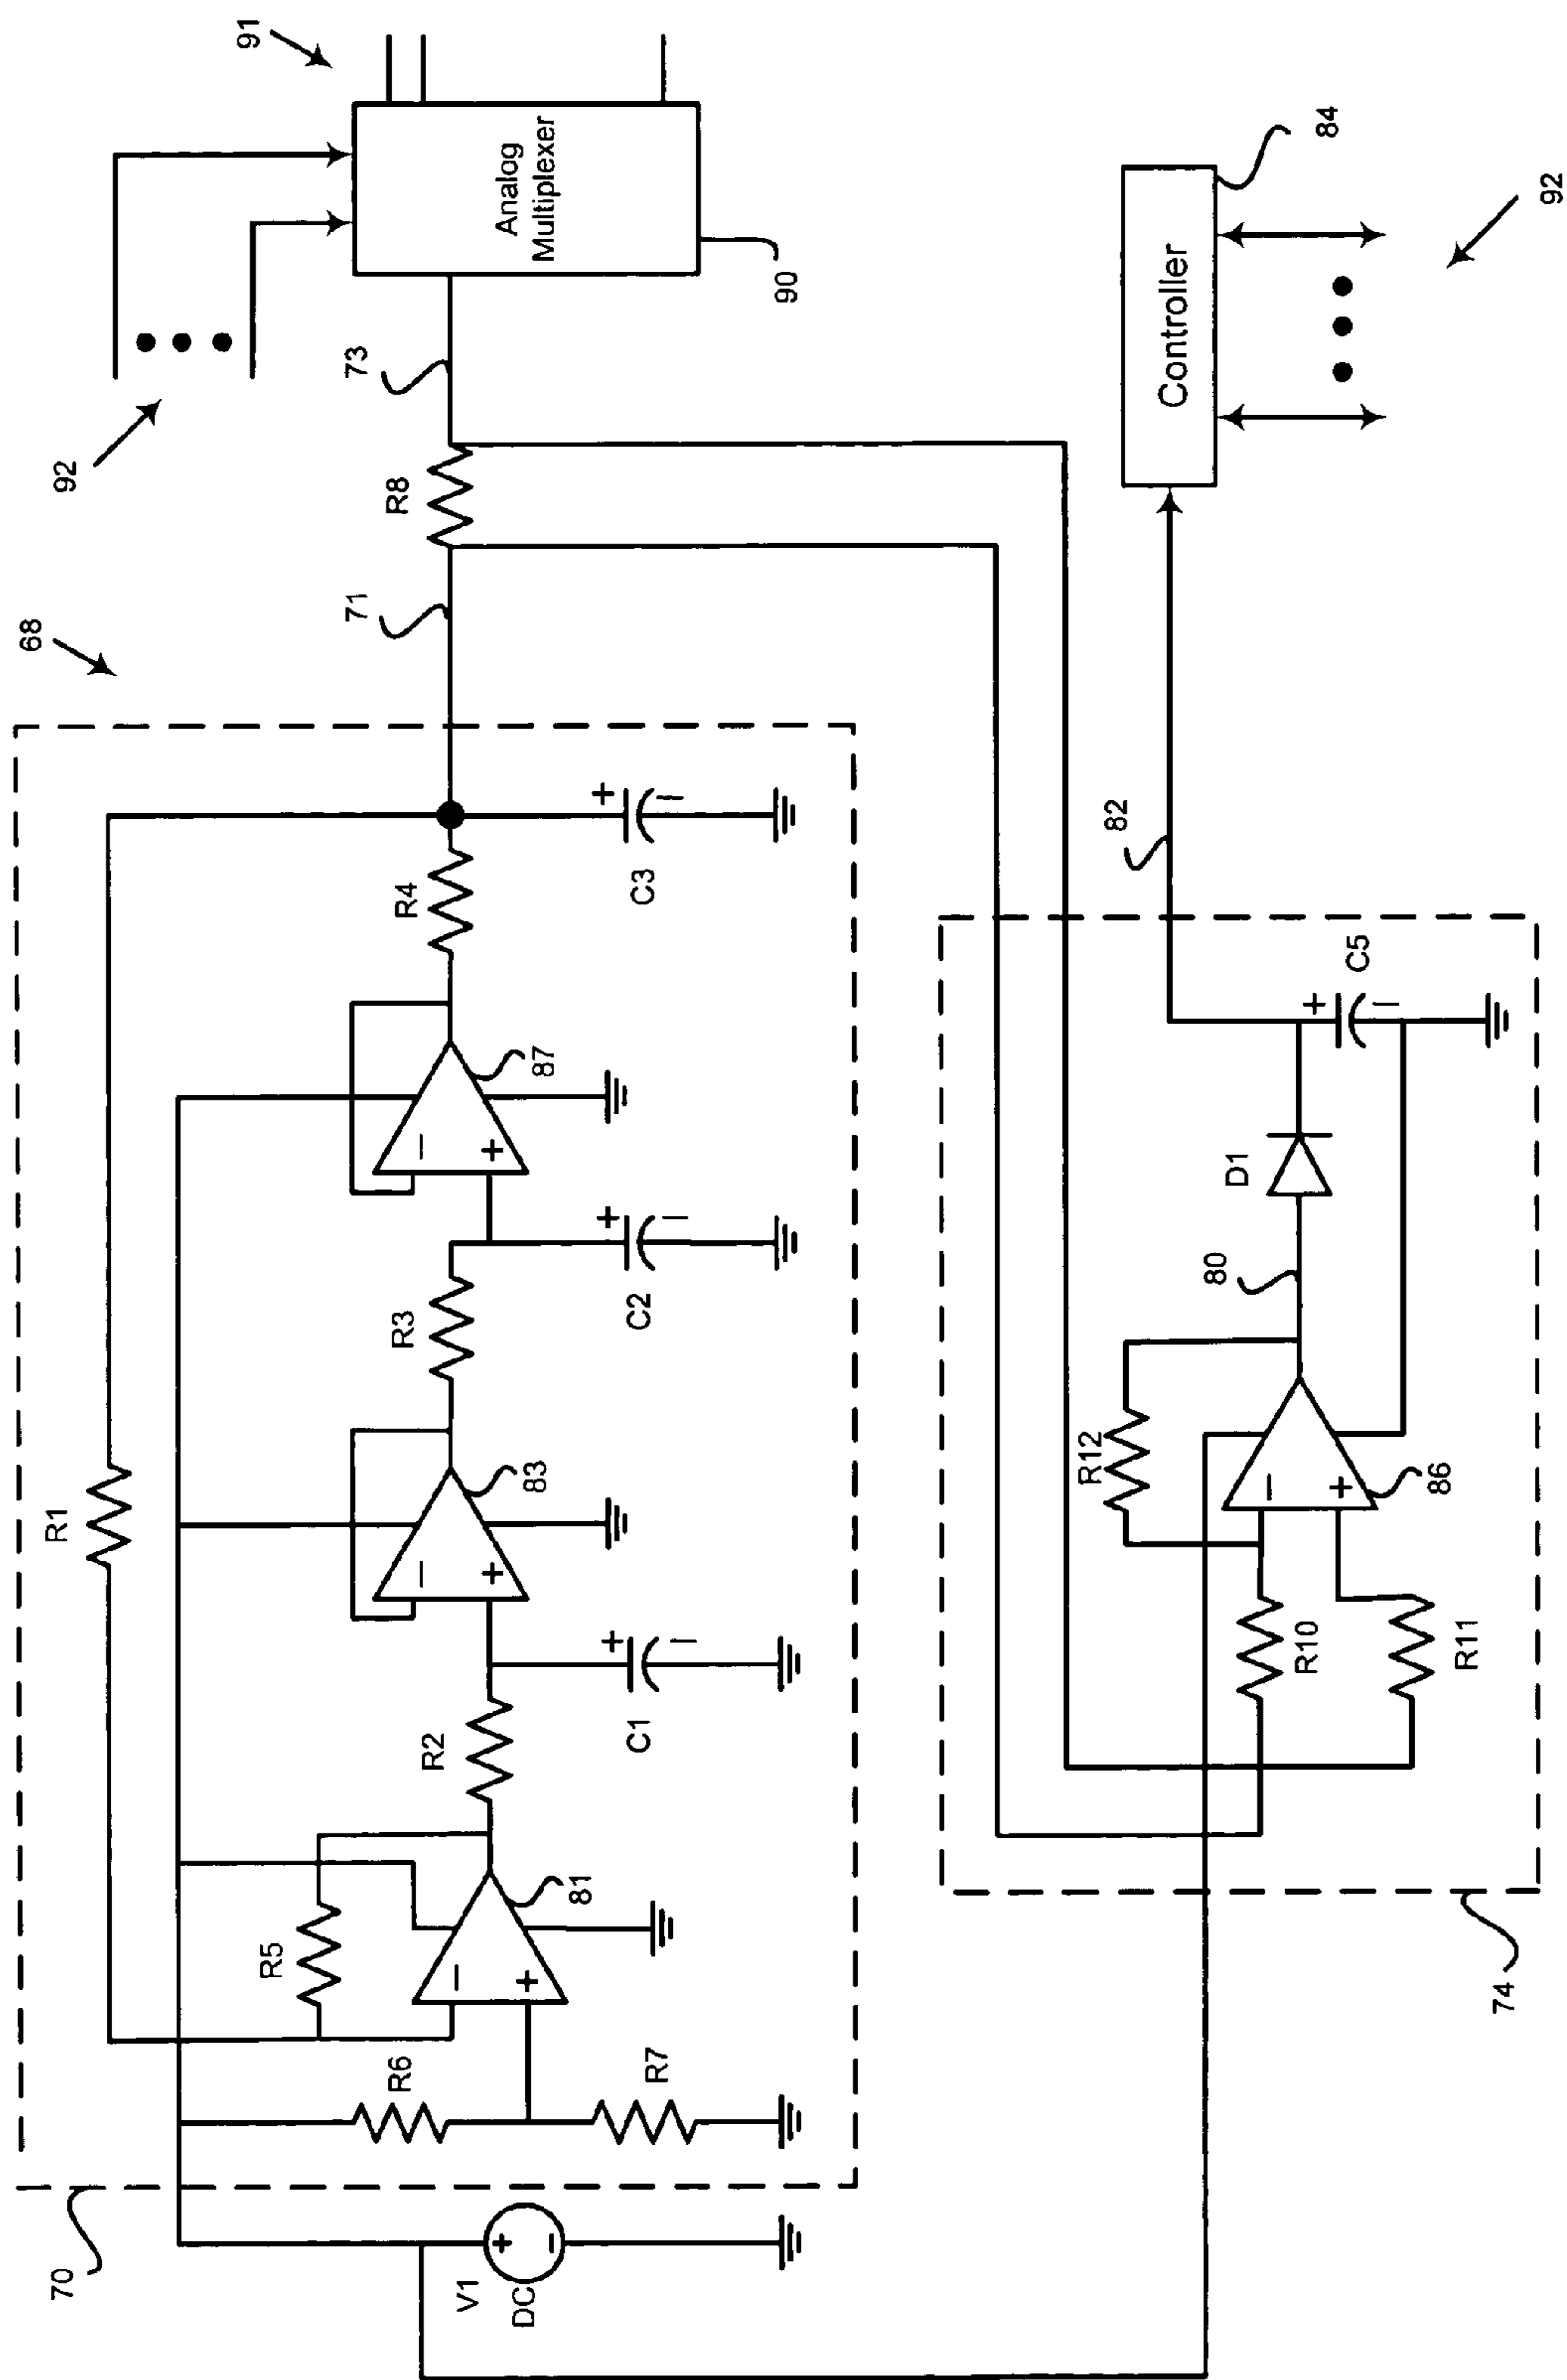 91
92
Analog
Multiplexer
90
73
R8
71
68
R1
R4
+
−
C3
87
−
+
+
−
C2
R3
83
−
+
+
−
C1
R2
R5
81
−
+
R6
R7
70
V1
DC
+
−
84
Controller
92
82
+
−
C5
D1
80
R12
−
+
86
R10
R11
74